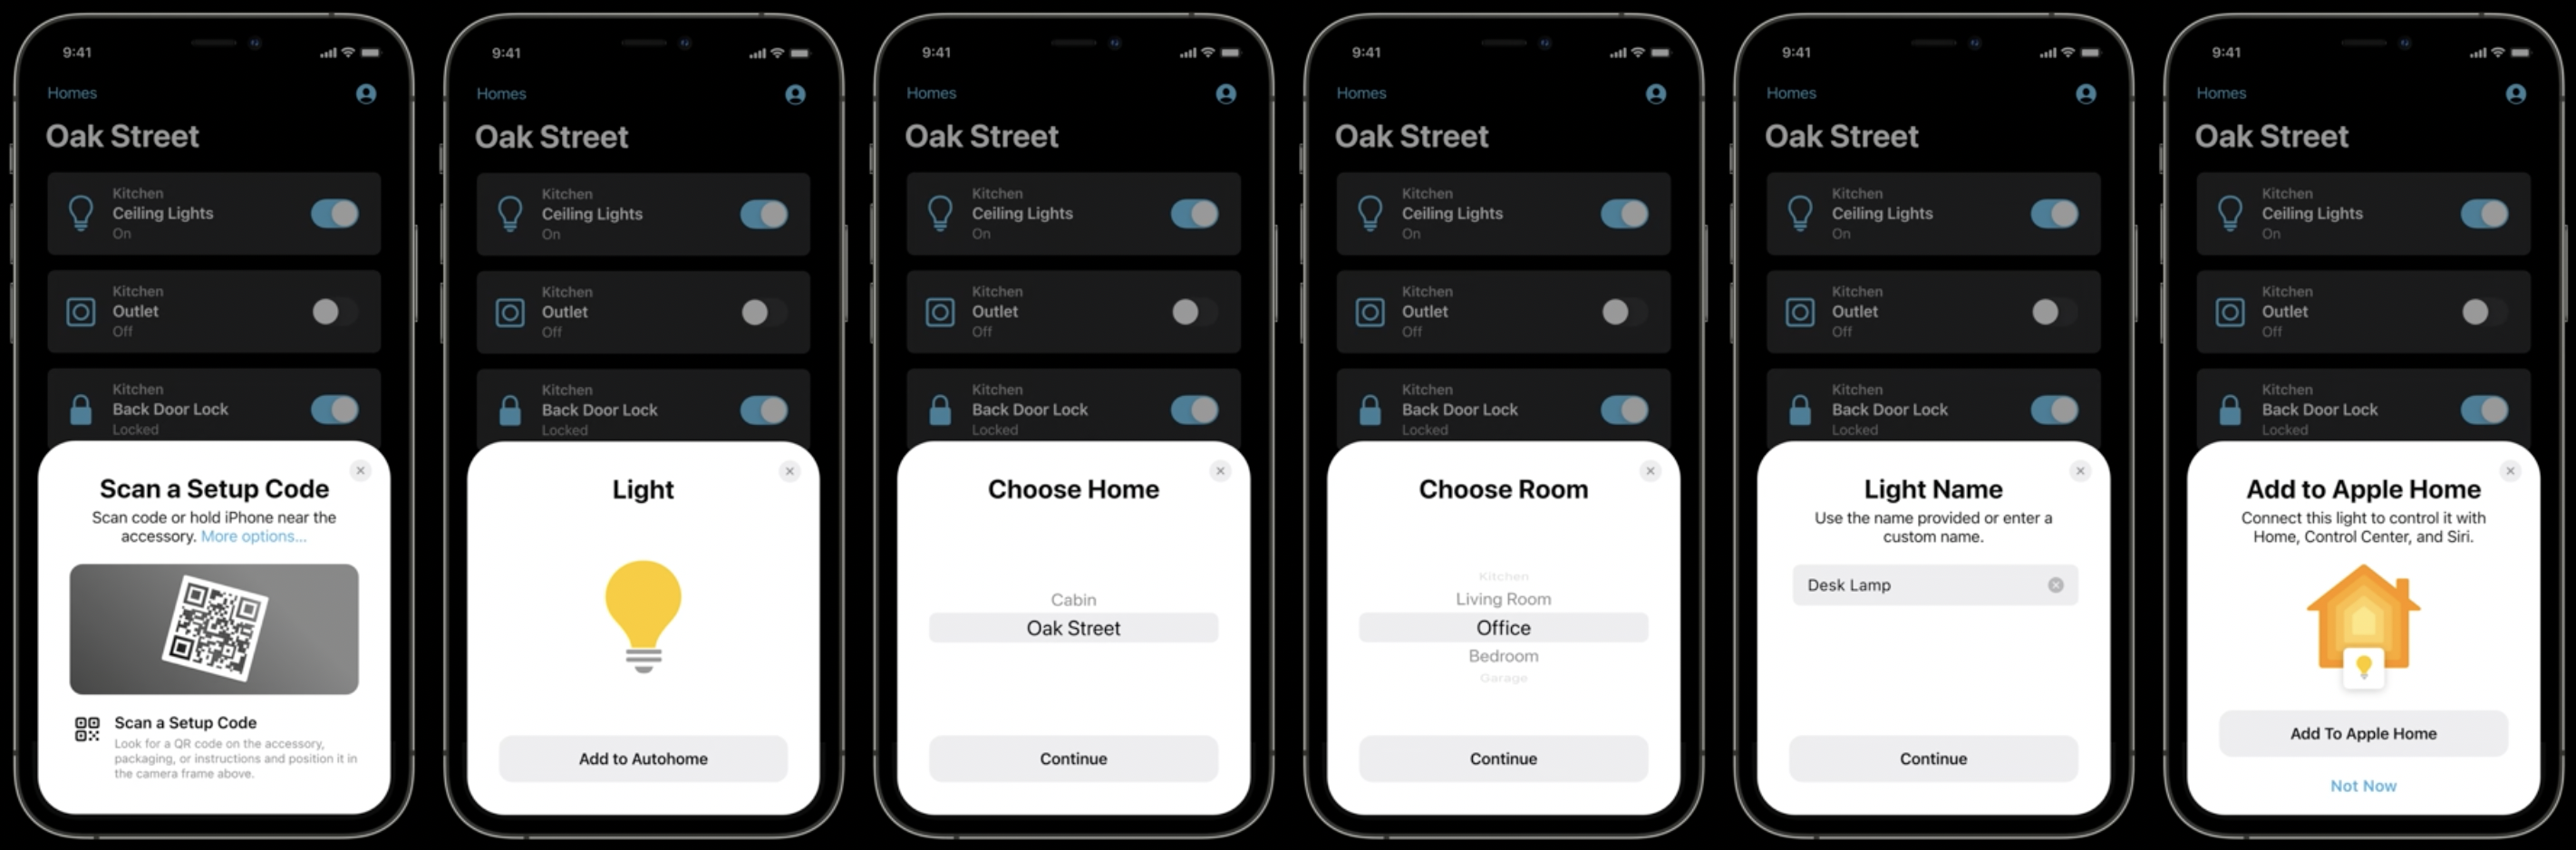 9:41
Homes
Oak Street
Kitchen
Ceiling Lights
On
Kitchen
Outlet
Off
Kitchen
Back Door Lock
Locked
Scan a Setup Code
Scan code or hold iPhone near the
accessory. More options...
Scan a Setup Code
Look for a QR code on the accessory,
packaging, or instructions and position it in
the camera frame above.
9:41
Homes
Oak Street
Kitchen
Ceiling Lights
On
Kitchen
Outlet
Off
Kitchen
Back Door Lock
Locked
Light
Add to Autohome
9:41
Homes
Oak Street
Kitchen
Ceiling Lights
On
Kitchen
Outlet
Off
Kitchen
Back Door Lock
Locked
Choose Home
Cabin
Oak Street
Continue
9:41
Homes
Oak Street
Kitchen
Ceiling Lights
On
Kitchen
Outlet
Off
Kitchen
Back Door Lock
Locked
Choose Room
Kitchen
Living Room
Office
Bedroom
Garage
Continue
9:41
Homes
Oak Street
Kitchen
Ceiling Lights
On
Kitchen
Outlet
Off
Kitchen
Back Door Lock
Locked
Light Name
Use the name provided or enter a
custom name.
Desk Lamp
Continue
9:41
Homes
Oak Street
Kitchen
Ceiling Lights
On
Kitchen
Outlet
Off
Kitchen
Back Door Lock
Locked
Add to Apple Home
Connect this light to control it with
Home, Control Center, and Siri.
Add To Apple Home
Not Now